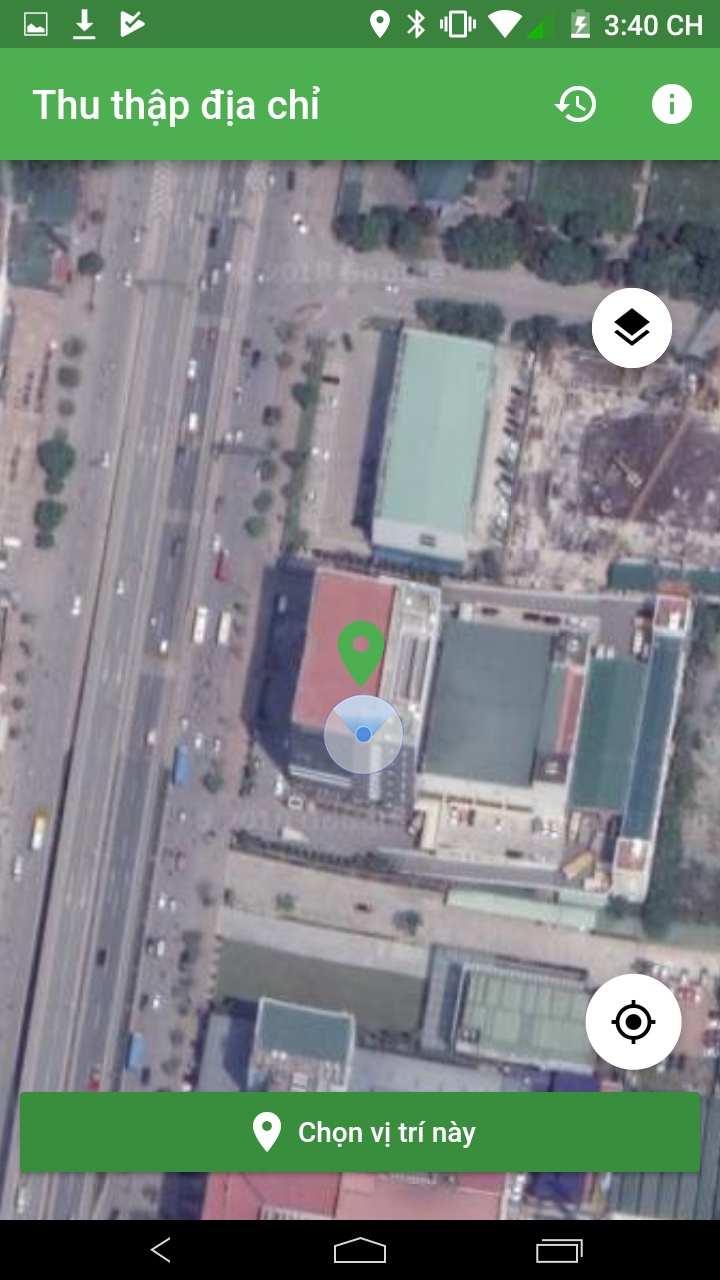 3:40 CH
Thu thập địa chỉ
Chọn vị trí này